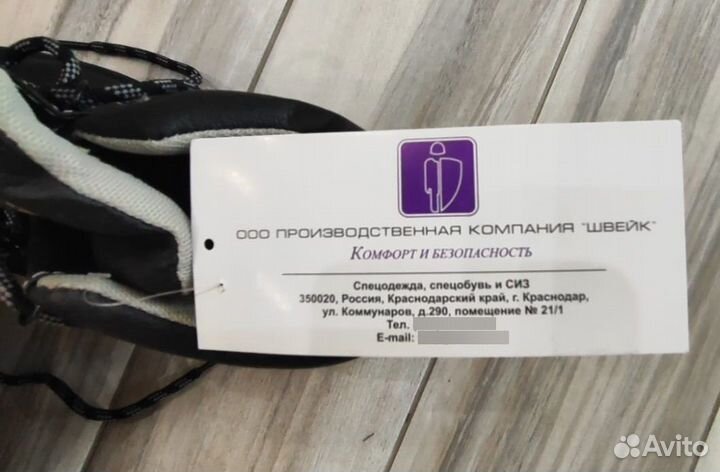 ООО ПРОИЗВОДСТВЕННАЯ КОМПАНИЯ "ШВЕЙК"
КОМФОРТ И БЕЗОПАСНОСТЬ
Спецодежда, спецобувь и СИЗ
350020, Россия, Краснодарский край, г. Краснодар,
ул. Коммунаров, д.290, помещение № 21/1
Тел.
E-mail:
Avito